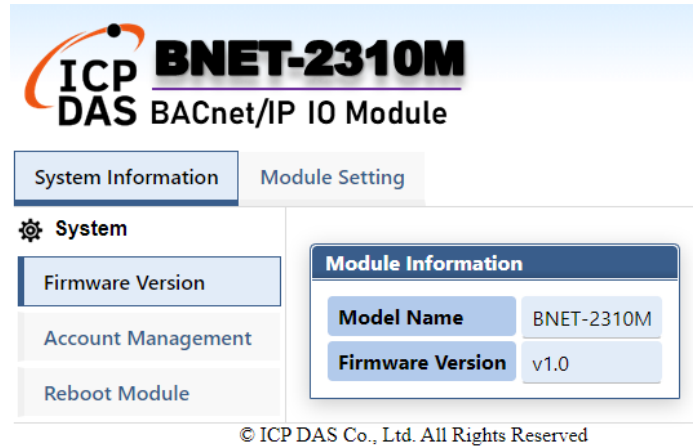 ICP
DAS
BNET-2310M
BACnet/IP IO Module
System Information
Module Setting
System
Firmware Version
Account Management
Reboot Module
Module Information
Model Name BNET-2310M
Firmware Version v1.0
© ICP DAS Co., Ltd. All Rights Reserved